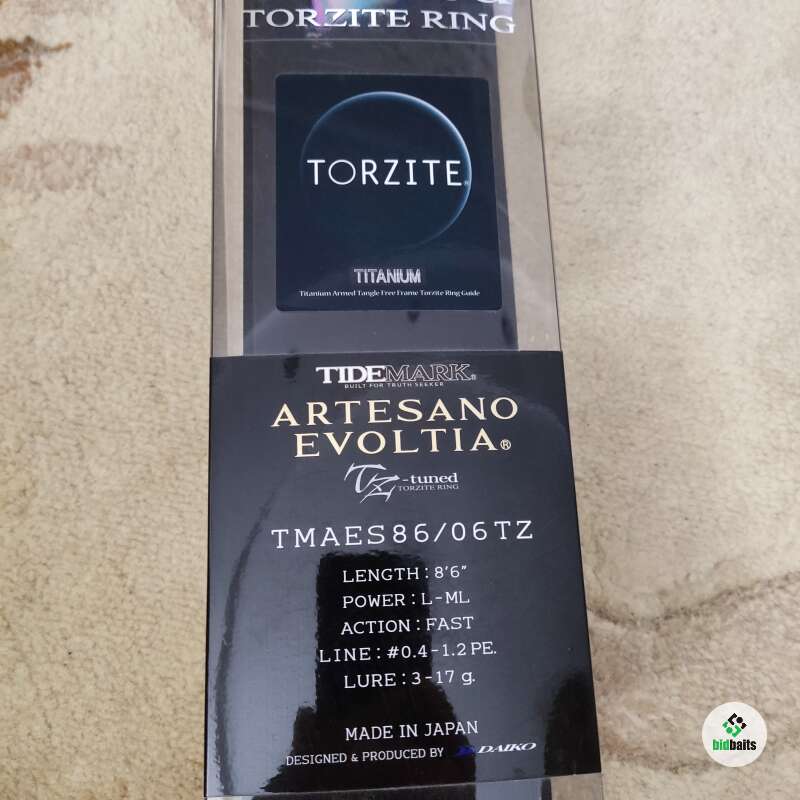 TORZITE RING
TORZITE®
TITANIUM
Titanium Armed Tangle Free Frame Torzite Ring Guide
TIDEMARK®
BUILT FOR TRUTH SEEKER
ARTESANO
EVOLTIA®
TZ-tuned
TORZITE RING
TMAES86/06TZ
LENGTH : 8'6"
POWER : L-ML
ACTION : FAST
LINE : #0.4-1.2 PE.
LURE : 3-17 g.
MADE IN JAPAN
DESIGNED & PRODUCED BY DAIKO
bidbaits